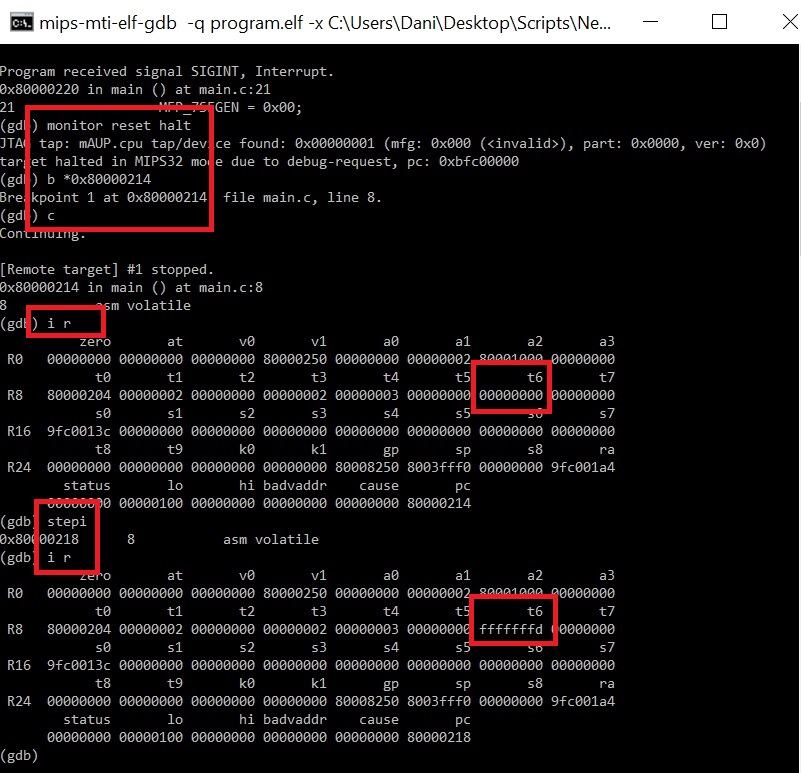 mips-mti-elf-gdb -q program.elf -x C:\Users\Dani\Desktop\Scripts\Ne...
Program received signal SIGINT, Interrupt.
0x80000220 in main () at main.c:21
21 MFP_7SEGEN = 0x00;
(gdb) monitor reset halt
JTAG tap: mAUP.cpu tap/device found: 0x00000001 (mfg: 0x000 (<invalid>), part: 0x0000, ver: 0x0)
target halted in MIPS32 mode due to debug-request, pc: 0xbfc00000
(gdb) b *0x80000214
Breakpoint 1 at 0x80000214: file main.c, line 8.
(gdb) c
Continuing.
[Remote target] #1 stopped.
0x80000214 in main () at main.c:8
8 asm volatile
(gdb) i r
zero at v0 v1 a0 a1 a2 a3
R0 00000000 00000000 00000000 80000250 00000000 00000002 80001000 00000000
t0 t1 t2 t3 t4 t5 t6 t7
R8 80000204 00000002 00000000 00000002 00000003 00000000 00000000 00000000
s0 s1 s2 s3 s4 s5 s6 s7
R16 9fc0013c 00000000 00000000 00000000 00000000 00000000 00000000 00000000
t8 t9 k0 k1 gp sp s8 ra
R24 00000000 00000000 00000000 00000000 80008250 8003fff0 00000000 9fc001a4
status lo hi badvaddr cause pc
00000000 00000100 00000000 00000000 00000000 80000214
(gdb) stepi
0x80000218 8 asm volatile
(gdb) i r
zero at v0 v1 a0 a1 a2 a3
R0 00000000 00000000 00000000 80000250 00000000 00000002 80001000 00000000
t0 t1 t2 t3 t4 t5 t6 t7
R8 80000204 00000002 00000000 00000002 00000003 00000000 fffffffd 00000000
s0 s1 s2 s3 s4 s5 s6 s7
R16 9fc0013c 00000000 00000000 00000000 00000000 00000000 00000000 00000000
t8 t9 k0 k1 gp sp s8 ra
R24 00000000 00000000 00000000 00000000 80008250 8003fff0 00000000 9fc001a4
status lo hi badvaddr cause pc
00000000 00000100 00000000 00000000 00000000 80000218
(gdb)